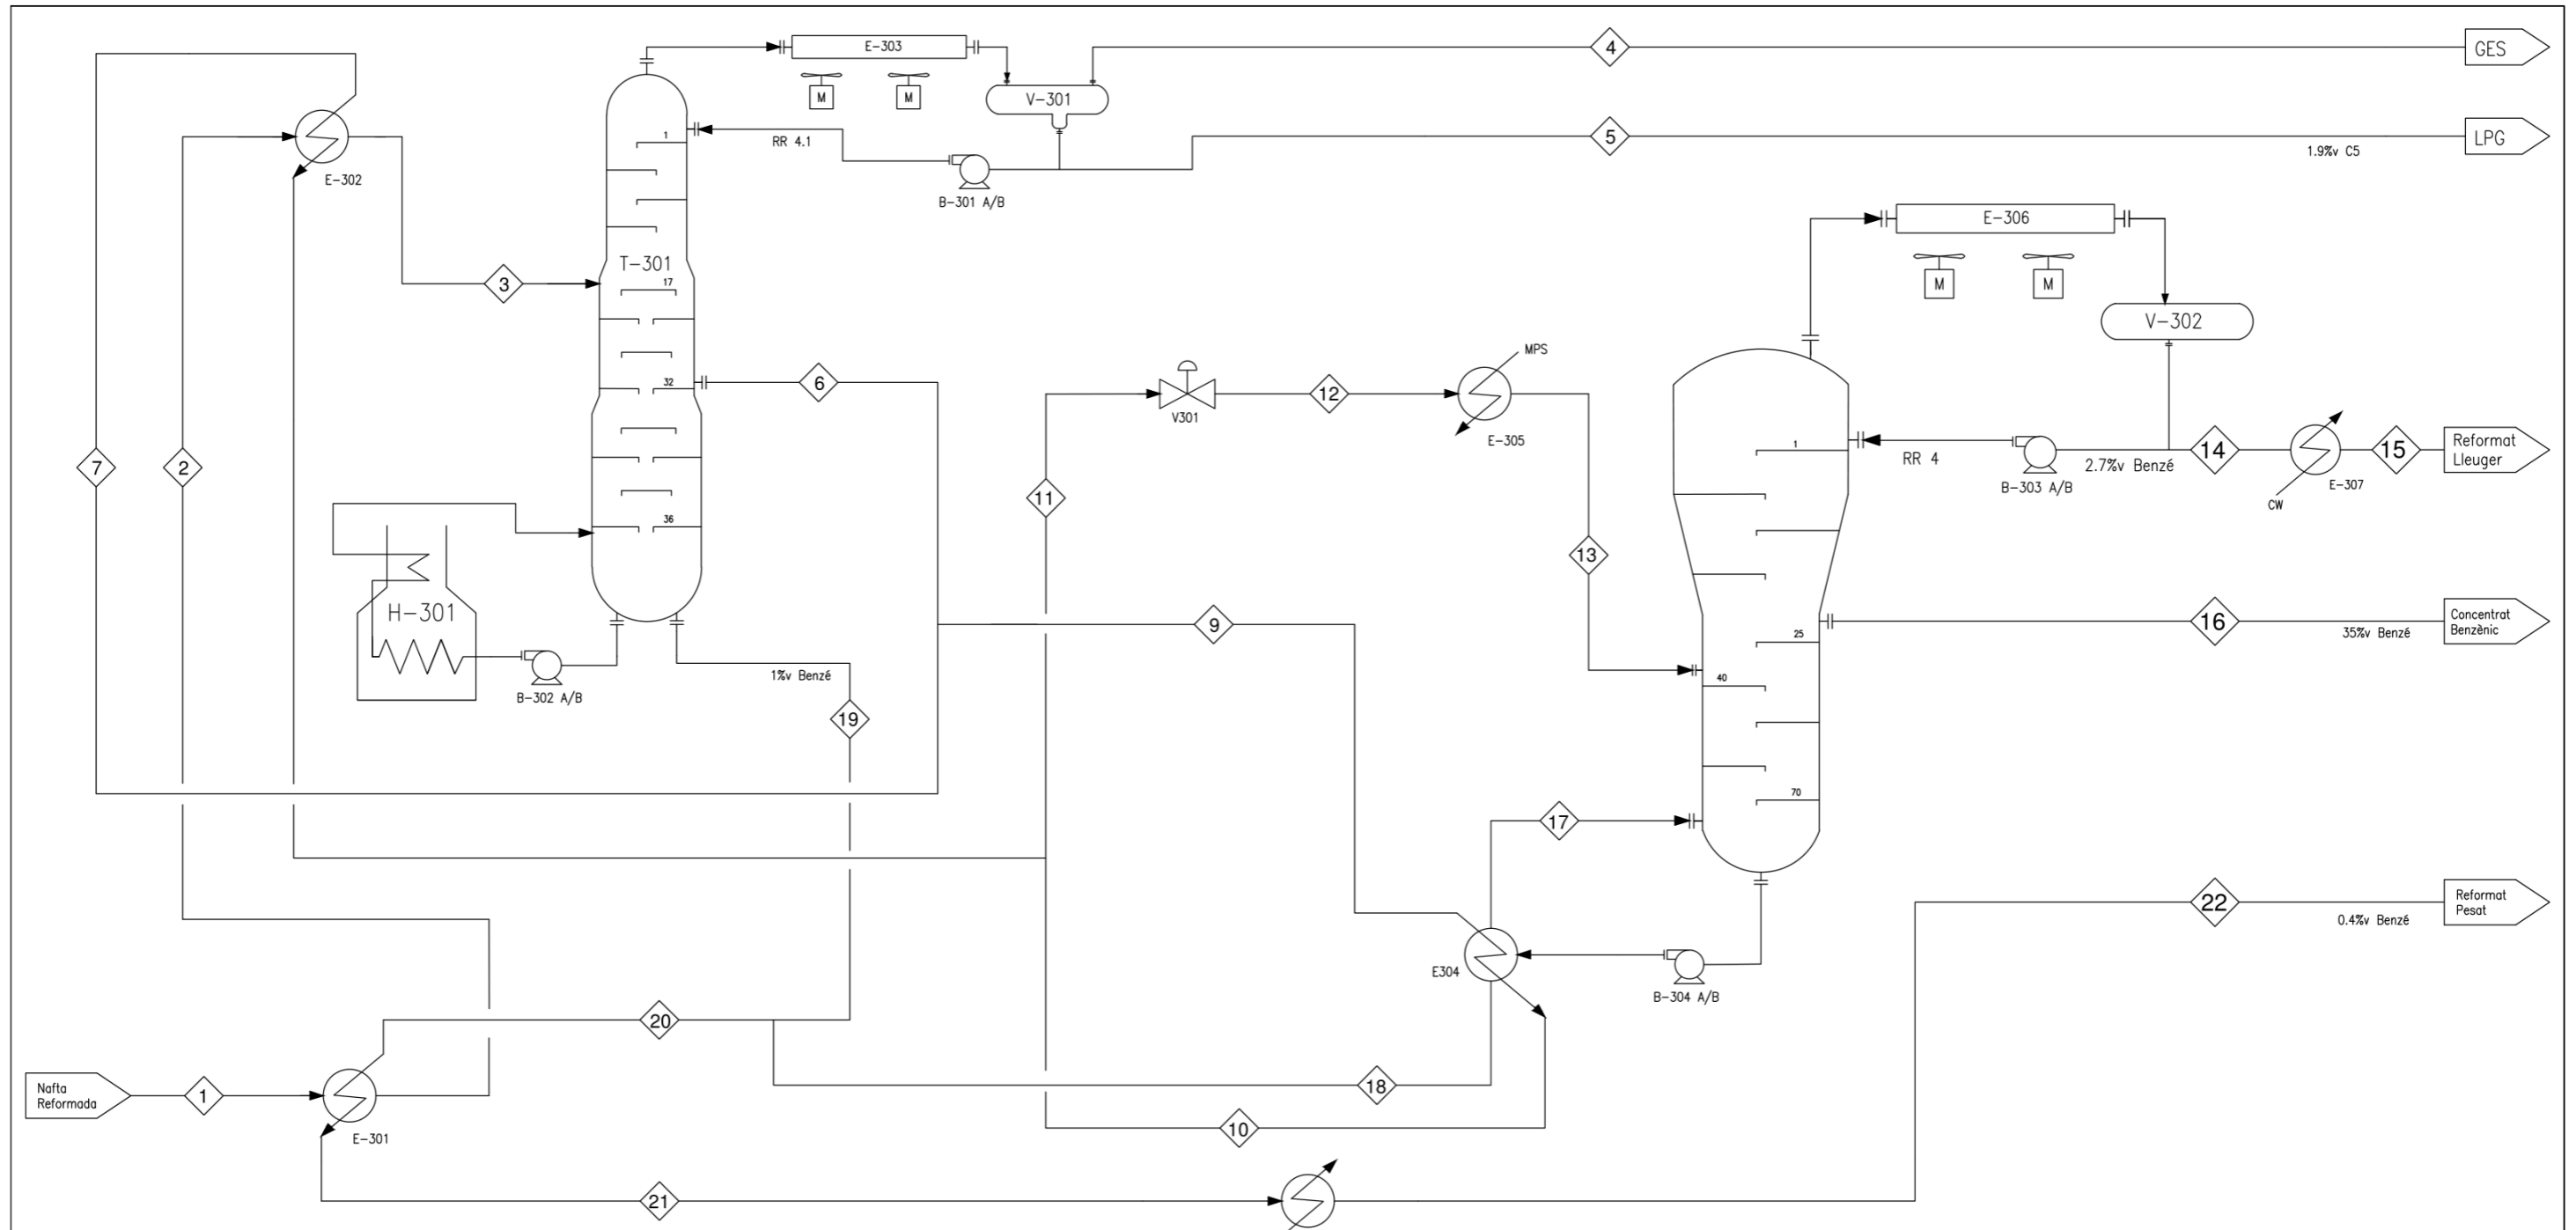 E-303
4
GES
M
M
V-301
5
LPG
1
RR 4.1
1.9%v C5
E-302
B-301 A/B
E-306
T-301
3
17
M
M
V-302
MPS
6
32
12
V301
E-305
1
RR 4
2.7%v Benzé
14
15
Reformat
Lleuger
B-303 A/B
E-307
CW
7
2
11
36
13
H-301
9
16
Concentrat
Benzènic
25
35%v Benzé
1%v Benzé
40
B-302 A/B
19
70
17
22
Reformat
Pesat
0.4%v Benzé
E304
B-304 A/B
20
Nafta
Reformada
1
18
E-301
10
21